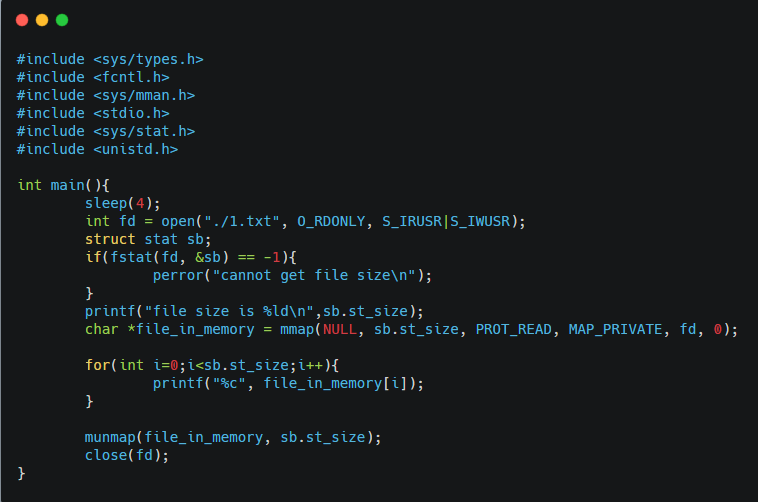 #include <sys/types.h>
#include <fcntl.h>
#include <sys/mman.h>
#include <stdio.h>
#include <sys/stat.h>
#include <unistd.h>

int main(){
        sleep(4);
        int fd = open("./1.txt", O_RDONLY, S_IRUSR|S_IWUSR);
        struct stat sb;
        if(fstat(fd, &sb) == -1){
                perror("cannot get file size\n");
        }
        printf("file size is %ld\n",sb.st_size);
        char *file_in_memory = mmap(NULL, sb.st_size, PROT_READ, MAP_PRIVATE, fd, 0);

        for(int i=0;i<sb.st_size;i++){
                printf("%c", file_in_memory[i]);
        }

        munmap(file_in_memory, sb.st_size);
        close(fd);
}